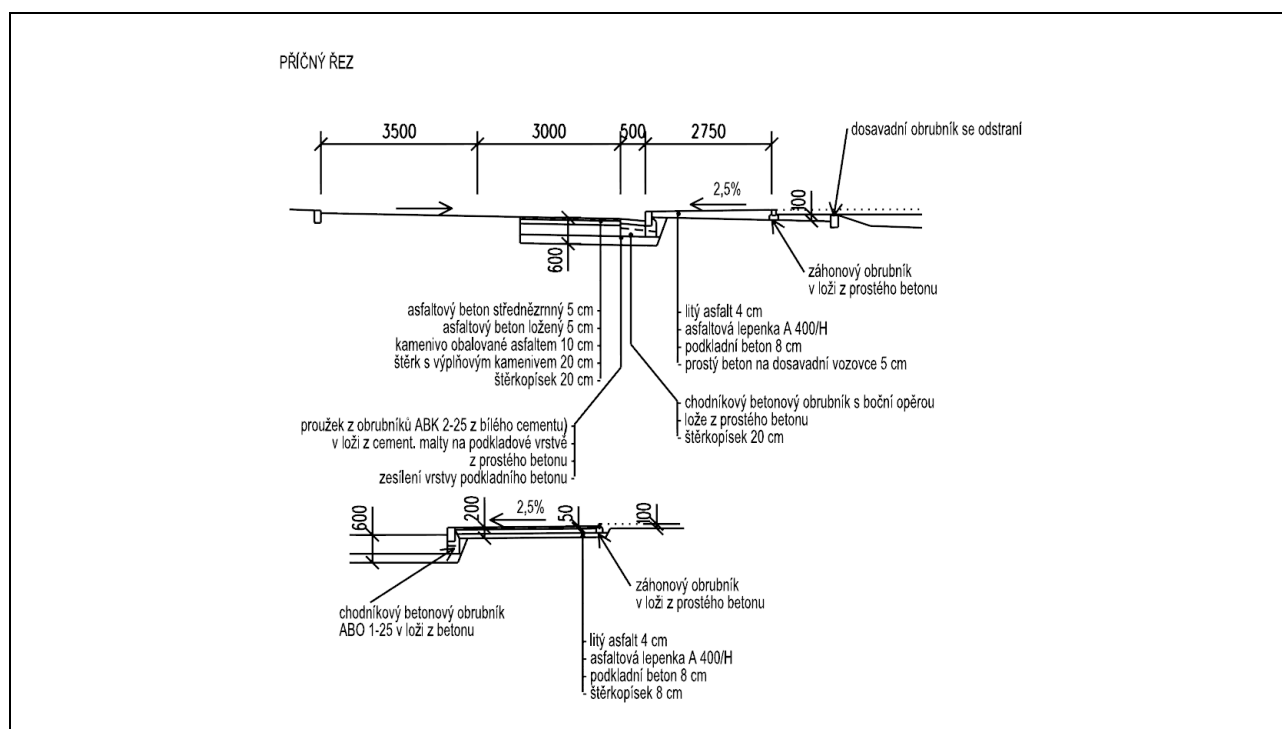 PŘÍČNÝ ŘEZ
3500
3000
500
2750
dosavadní obrubník se odstraní
2,5%
100
600
záhonový obrubník
v loži z prostého betonu
asfaltový beton střednězrnný 5 cm
asfaltový beton ložený 5 cm
kamenivo obalované asfaltem 10 cm
štěrk s výplňovým kamenivem 20 cm
štěrkopísek 20 cm
litý asfalt 4 cm
asfaltová lepenka A 400/H
podkladní beton 8 cm
prostý beton na dosavadní vozovce 5 cm
chodníkový betonový obrubník s boční opěrou
lože z prostého betonu
štěrkopísek 20 cm
proužek z obrubníků ABK 2-25 z bílého cementu)
v loži z cement. malty na podkladové vrstvě
z prostého betonu
zesílení vrstvy podkladního betonu
600
200
2,5%
50
100
chodníkový betonový obrubník
ABO 1-25 v loži z betonu
záhonový obrubník
v loži z prostého betonu
litý asfalt 4 cm
asfaltová lepenka A 400/H
podkladní beton 8 cm
štěrkopísek 8 cm